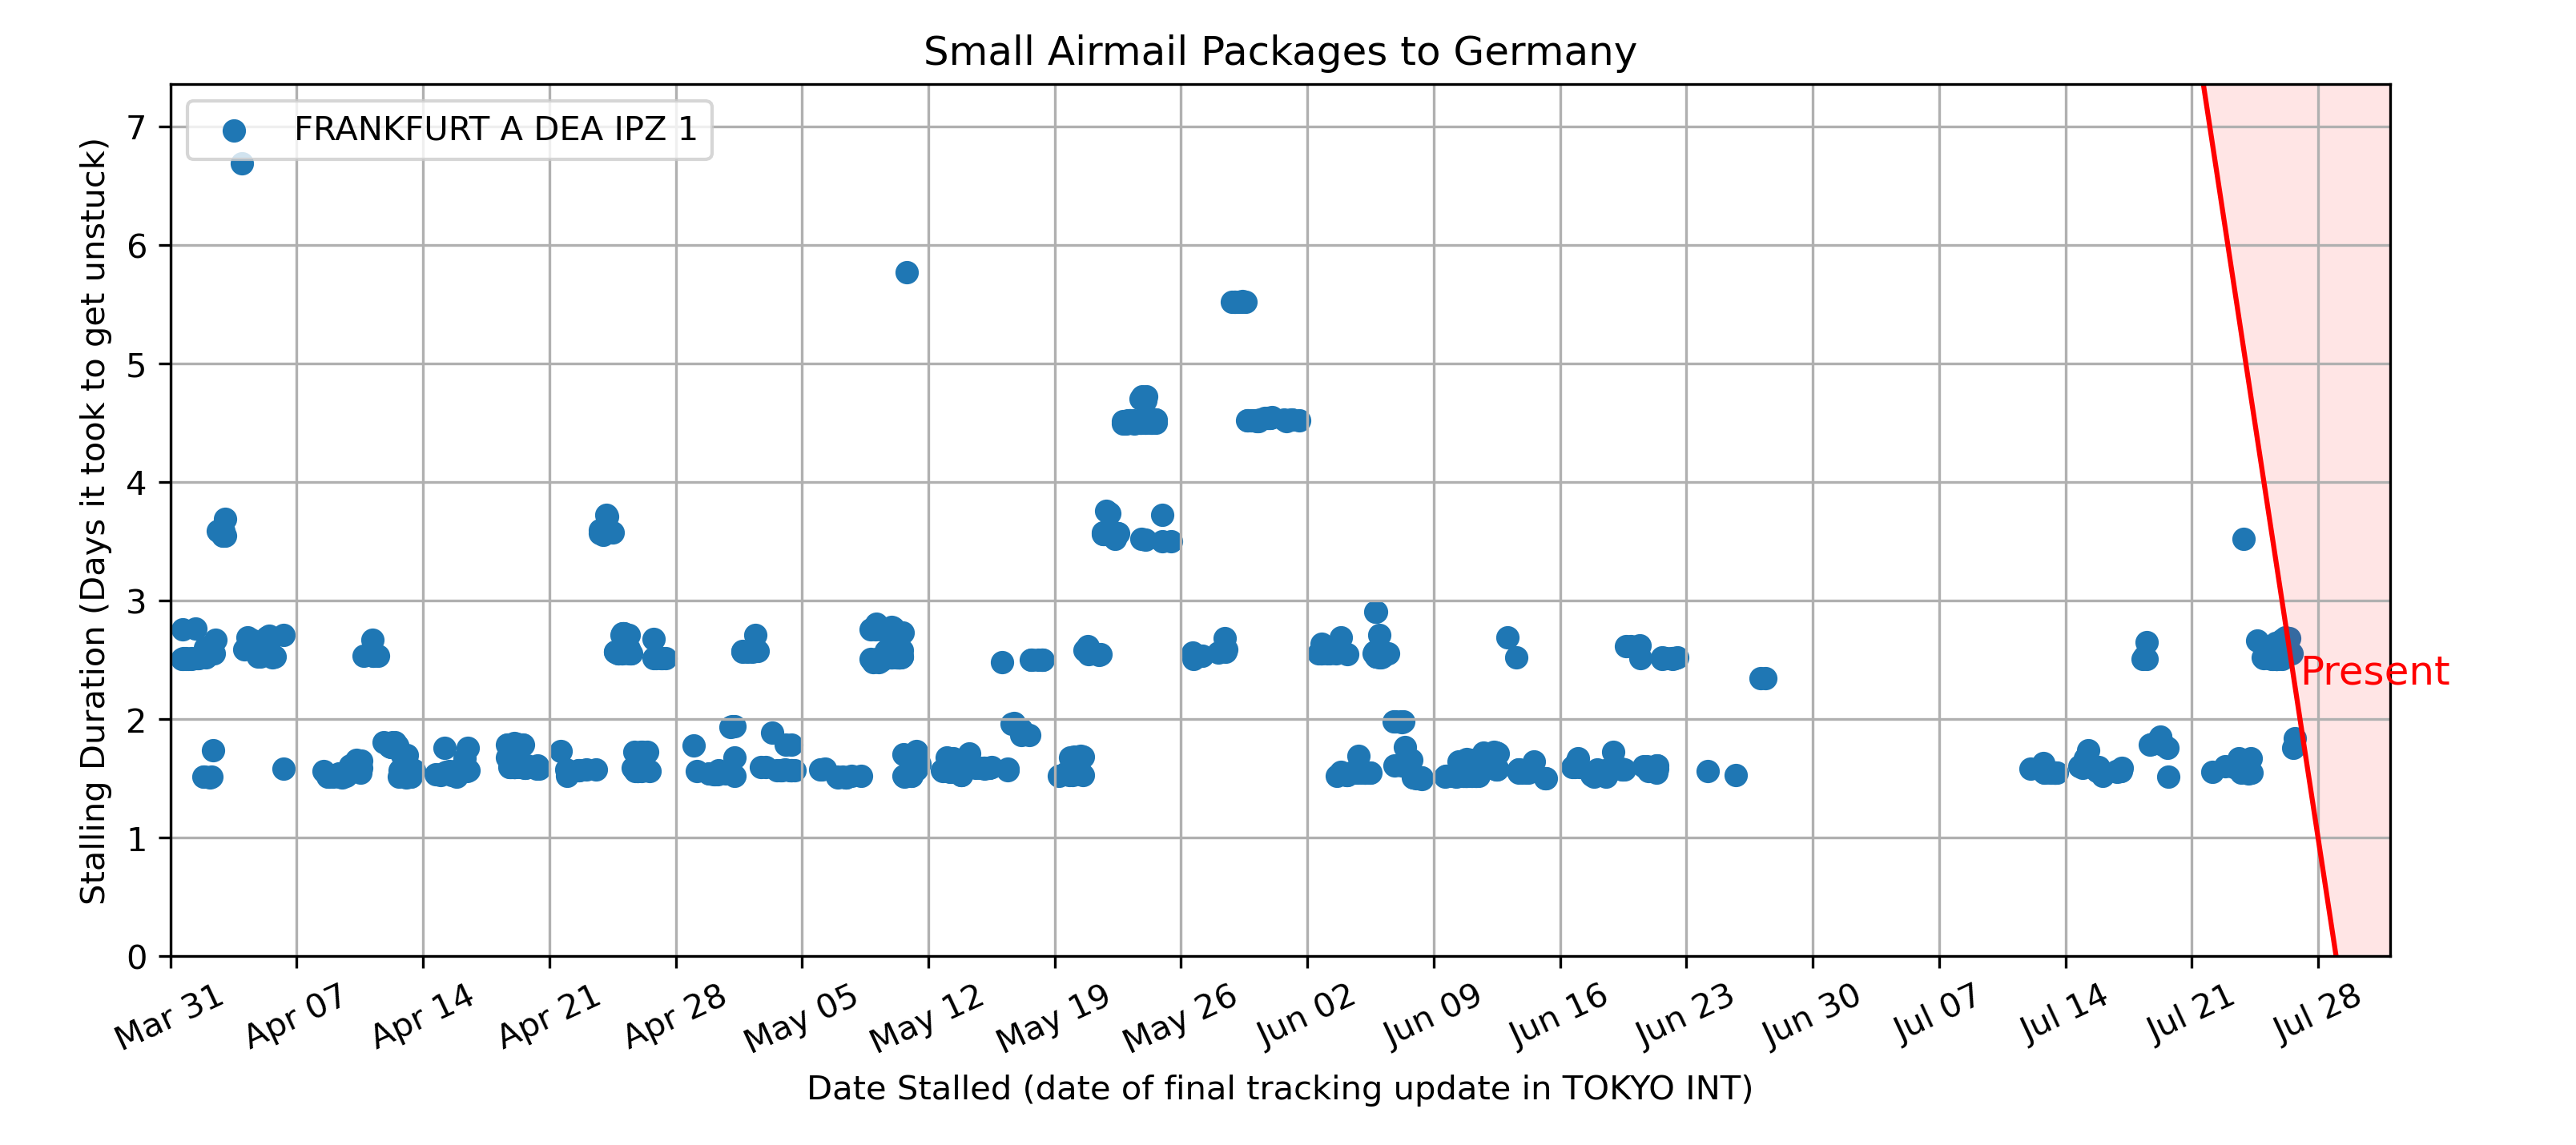 Small Airmail Packages to Germany
FRANKFURT A DEA IPZ 1
Stalling Duration (Days it took to get unstuck)
7
6
5
4
3
2
1
0
Present
Mar 31 Apr 07 Apr 14 Apr 21 Apr 28 May 05 May 12 May 19 May 26 Jun 02 Jun 09 Jun 16 Jun 23 Jun 30 Jul 07 Jul 14 Jul 21 Jul 28
Date Stalled (date of final tracking update in TOKYO INT)